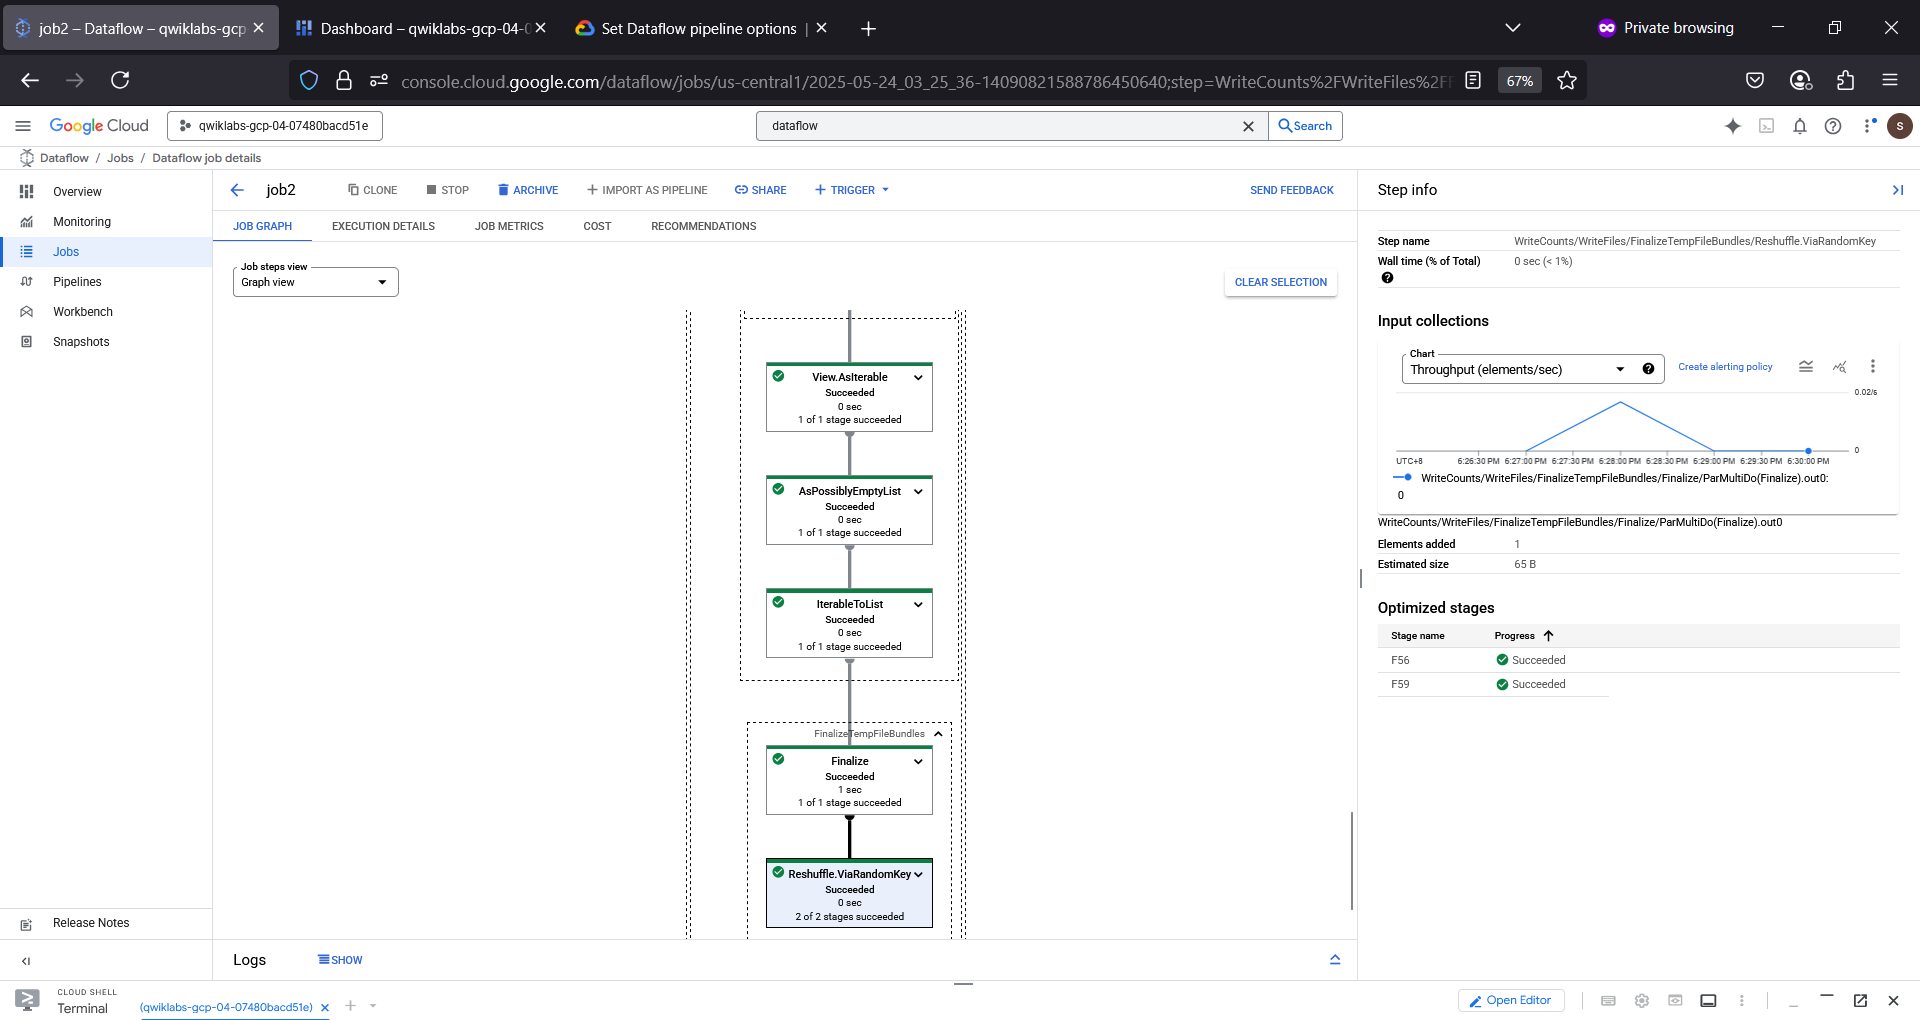 job2 – Dataflow – qwiklabs-gcp
Dashboard – qwiklabs-gcp-04-0
Set Dataflow pipeline options
Private browsing
console.cloud.google.com/dataflow/jobs/us-central1/2025-05-24_03_25_36-14090821588786450640;step=WriteCounts%2FWriteFiles%2FF
67%
Google Cloud
qwiklabs-gcp-04-07480bacd51e
dataflow
Search
S
Dataflow / Jobs / Dataflow job details
Overview
Monitoring
Jobs
Pipelines
Workbench
Snapshots
Release Notes
job2
CLONE
STOP
ARCHIVE
IMPORT AS PIPELINE
SHARE
TRIGGER
SEND FEEDBACK
JOB GRAPH
EXECUTION DETAILS
JOB METRICS
COST
RECOMMENDATIONS
Job steps view
Graph view
CLEAR SELECTION
View.AsIterable
Succeeded
0 sec
1 of 1 stage succeeded
AsPossiblyEmptyList
Succeeded
0 sec
1 of 1 stage succeeded
IterableToList
Succeeded
0 sec
1 of 1 stage succeeded
FinalizeTempFileBundles
Finalize
Succeeded
1 sec
1 of 1 stage succeeded
Reshuffle.ViaRandomKey
Succeeded
0 sec
2 of 2 stages succeeded
Logs
SHOW
Step info
Step name WriteCounts/WriteFiles/FinalizeTempFileBundles/Reshuffle.ViaRandomKey
Wall time (% of Total) 0 sec (< 1%)
Input collections
Chart
Throughput (elements/sec)
Create alerting policy
0.02/s
0
UTC+8 6:26:30 PM 6:27:00 PM 6:27:30 PM 6:28:00 PM 6:28:30 PM 6:29:00 PM 6:29:30 PM 6:30:00 PM
WriteCounts/WriteFiles/FinalizeTempFileBundles/Finalize/ParMultiDo(Finalize).out0:
0
WriteCounts/WriteFiles/FinalizeTempFileBundles/Finalize/ParMultiDo(Finalize).out0
Elements added 1
Estimated size 65 B
Optimized stages
Stage name Progress
F56 Succeeded
F59 Succeeded
CLOUD SHELL
Terminal
(qwiklabs-gcp-04-07480bacd51e)
Open Editor